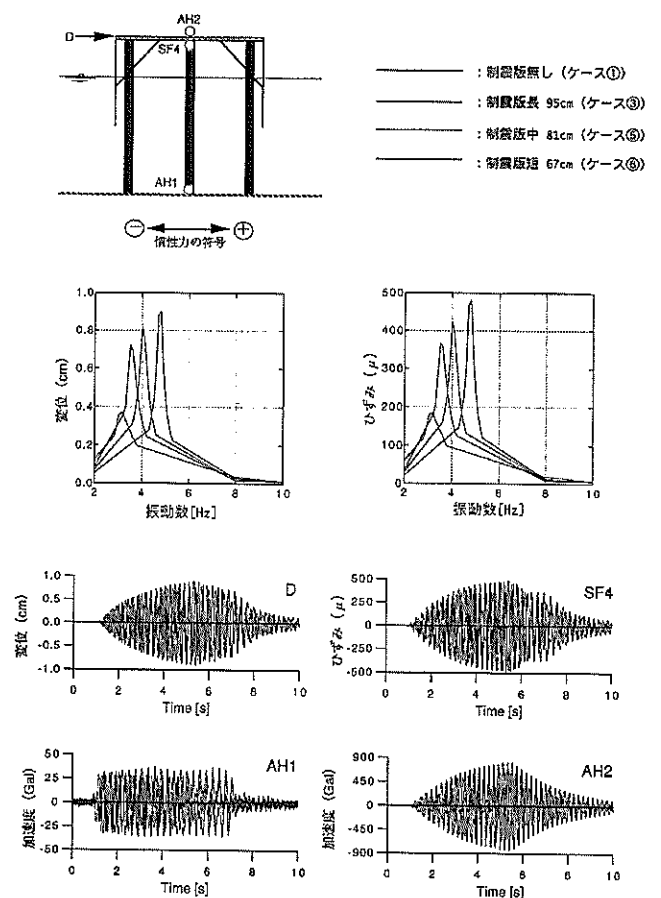 AH2
D
SF4
AH1
⊖ ⊕
慣性力の符号
：制震版無し (ケース①)
：制震版長 95cm (ケース③)
：制震版中 81cm (ケース⑤)
：制震版短 67cm (ケース⑥)
変位 (cm)
1.0
0.8
0.6
0.4
0.2
0.0
2 4 6 8 10
振動数[Hz]
ひずみ (μ)
500
400
300
200
100
0
2 4 6 8 10
振動数[Hz]
変位 (cm)
1.0
0.5
0.0
-0.5
-1.0
D
0 2 4 6 8 10
Time [s]
ひずみ (μ)
500
250
0
-250
-500
SF4
0 2 4 6 8 10
Time [s]
加速度 (Gal)
50
25
0
-25
-50
AH1
0 2 4 6 8 10
Time [s]
加速度 (Gal)
900
450
0
-450
-900
AH2
0 2 4 6 8 10
Time [s]